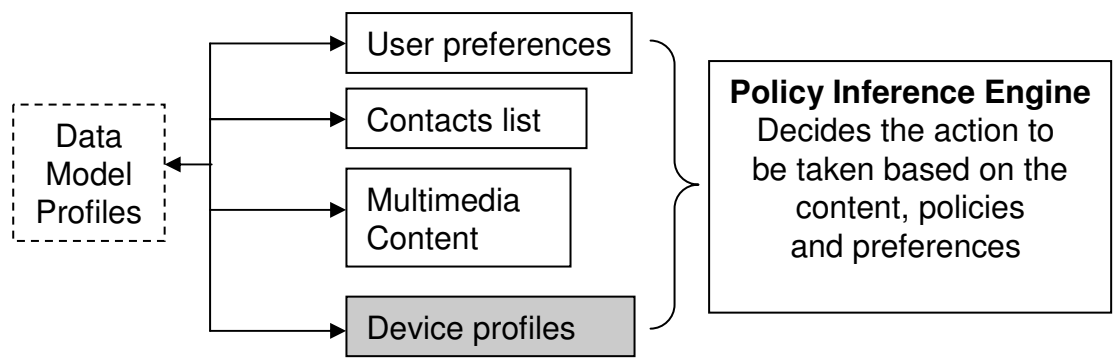 Data
Model
Profiles
User preferences
Contacts list
Multimedia
Content
Device profiles
Policy Inference Engine
Decides the action to
be taken based on the
content, policies
and preferences